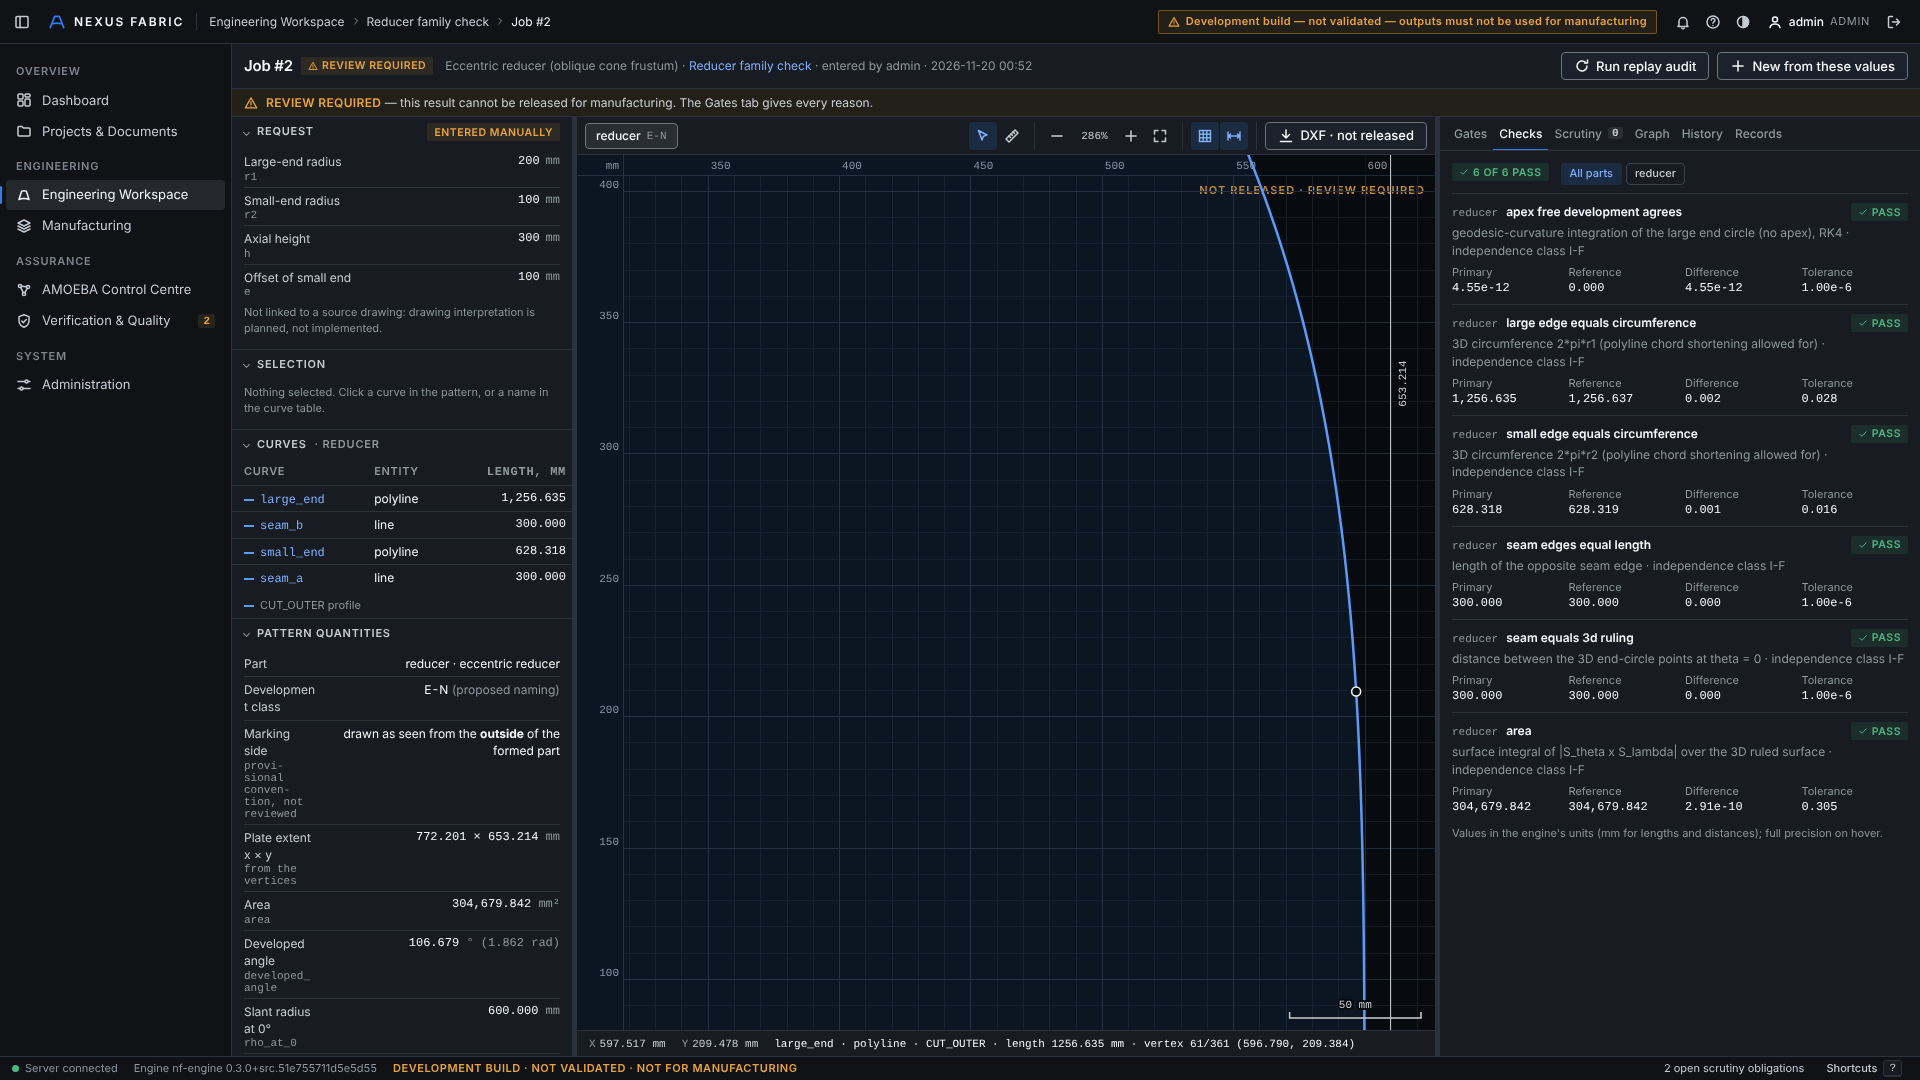 NEXUS FABRIC
Engineering Workspace › Reducer family check › Job #2
Development build — not validated — outputs must not be used for manufacturing
admin ADMIN
OVERVIEW
Dashboard
Projects & Documents
ENGINEERING
Engineering Workspace
Manufacturing
ASSURANCE
AMOEBA Control Centre
Verification & Quality 2
SYSTEM
Administration
Job #2 REVIEW REQUIRED Eccentric reducer (oblique cone frustum) · Reducer family check · entered by admin · 2026-11-20 00:52
Run replay audit
New from these values
REVIEW REQUIRED — this result cannot be released for manufacturing. The Gates tab gives every reason.
REQUEST ENTERED MANUALLY
Large-end radius 200 mm
r1
Small-end radius 100 mm
r2
Axial height 300 mm
h
Offset of small end 100 mm
e
Not linked to a source drawing: drawing interpretation is
planned, not implemented.
SELECTION
Nothing selected. Click a curve in the pattern, or a name in
the curve table.
CURVES · REDUCER
CURVE ENTITY LENGTH, MM
large_end polyline 1,256.635
seam_b line 300.000
small_end polyline 628.318
seam_a line 300.000
CUT_OUTER profile
PATTERN QUANTITIES
Part reducer · eccentric reducer
Developmen
t class
E-N (proposed naming)
Marking
side
provi-
sional
conven-
tion, not
reviewed
drawn as seen from the outside of the
formed part
Plate extent
x × y
from the
vertices
772.201 × 653.214 mm
Area 304,679.842 mm²
area
Developed
angle
developed_
angle
106.679 ° (1.862 rad)
Slant radius
at 0°
rho_at_0
600.000 mm
reducer E-N
286%
DXF · not released
mm 350 400 450 500 550 600
NOT RELEASED · REVIEW REQUIRED
400
350
300
250
200
150
100
653.214
50 mm
X 597.517 mm Y 209.478 mm large_end · polyline · CUT_OUTER · length 1256.635 mm · vertex 61/361 (596.790, 209.384)
Gates Checks Scrutiny 0 Graph History Records
6 OF 6 PASS All parts reducer
reducer apex free development agrees PASS
geodesic-curvature integration of the large end circle (no apex), RK4 ·
independence class I-F
Primary Reference Difference Tolerance
4.55e-12 0.000 4.55e-12 1.00e-6
reducer large edge equals circumference PASS
3D circumference 2*pi*r1 (polyline chord shortening allowed for) ·
independence class I-F
Primary Reference Difference Tolerance
1,256.635 1,256.637 0.002 0.028
reducer small edge equals circumference PASS
3D circumference 2*pi*r2 (polyline chord shortening allowed for) ·
independence class I-F
Primary Reference Difference Tolerance
628.318 628.319 0.001 0.016
reducer seam edges equal length PASS
length of the opposite seam edge · independence class I-F
Primary Reference Difference Tolerance
300.000 300.000 0.000 1.00e-6
reducer seam equals 3d ruling PASS
distance between the 3D end-circle points at theta = 0 · independence class I-F
Primary Reference Difference Tolerance
300.000 300.000 0.000 1.00e-6
reducer area PASS
surface integral of |S_theta x S_lambda| over the 3D ruled surface ·
independence class I-F
Primary Reference Difference Tolerance
304,679.842 304,679.842 2.91e-10 0.305
Values in the engine's units (mm for lengths and distances); full precision on hover.
Server connected Engine nf-engine 0.3.0+src.51e755711d5e5d55 DEVELOPMENT BUILD · NOT VALIDATED · NOT FOR MANUFACTURING
2 open scrutiny obligations Shortcuts ?